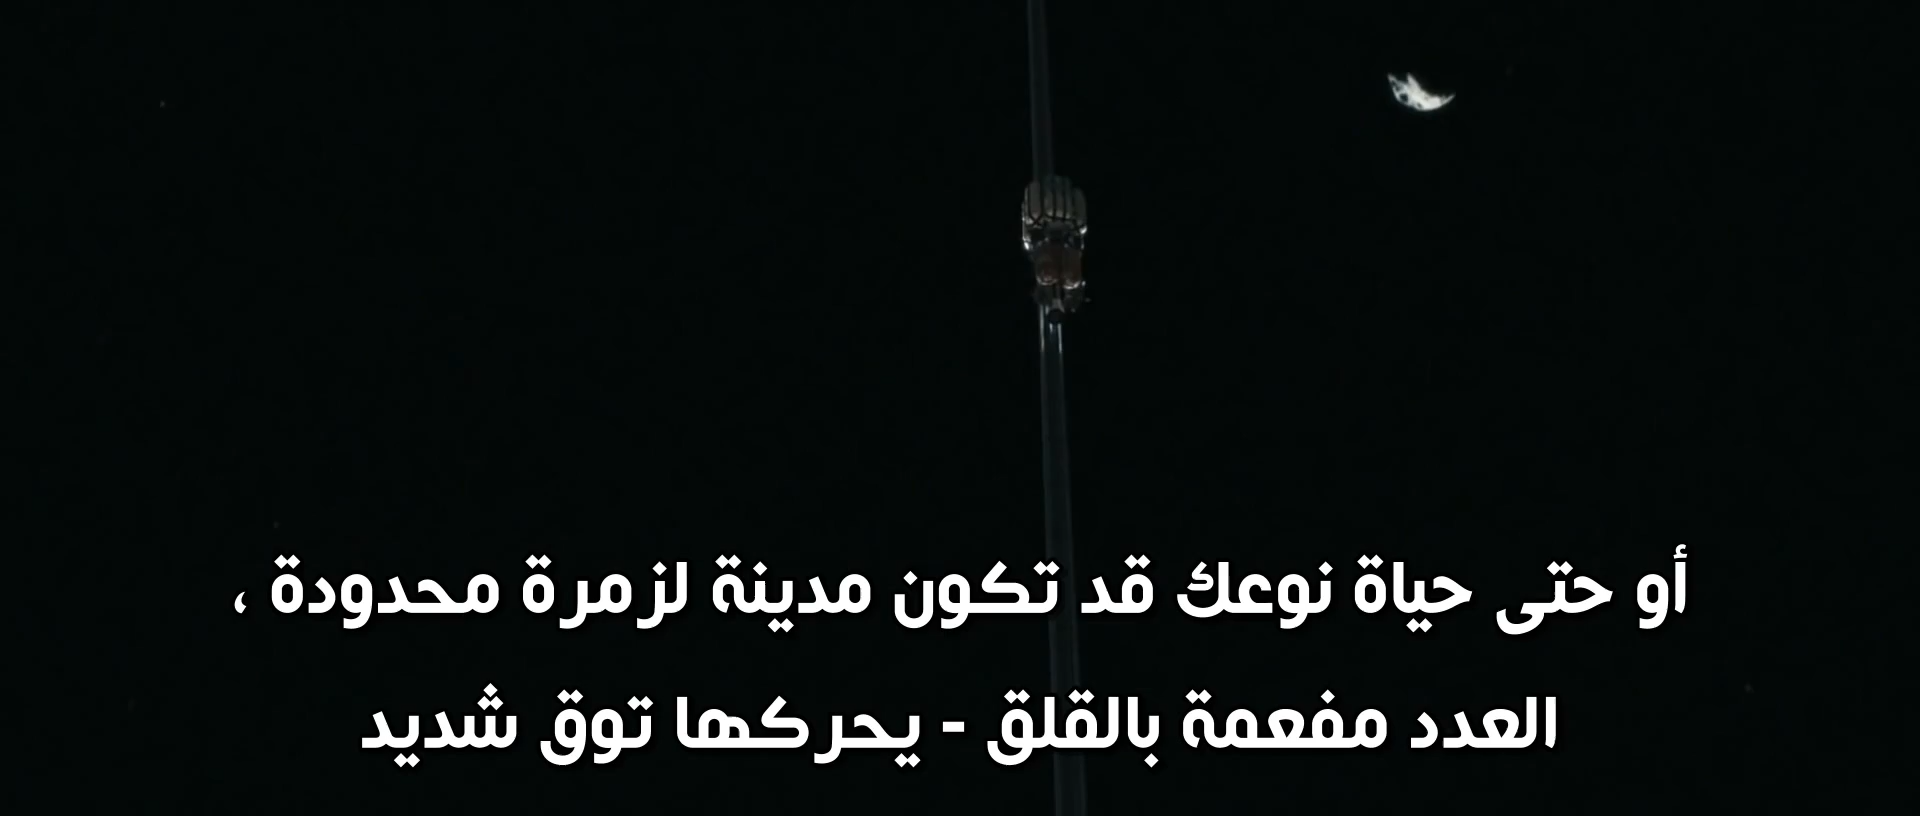 أو حتى حياة نوعك قد تكون مدينة لزمرة محدودة ،
العدد مفعمة بالقلق - يحركها توق شديد